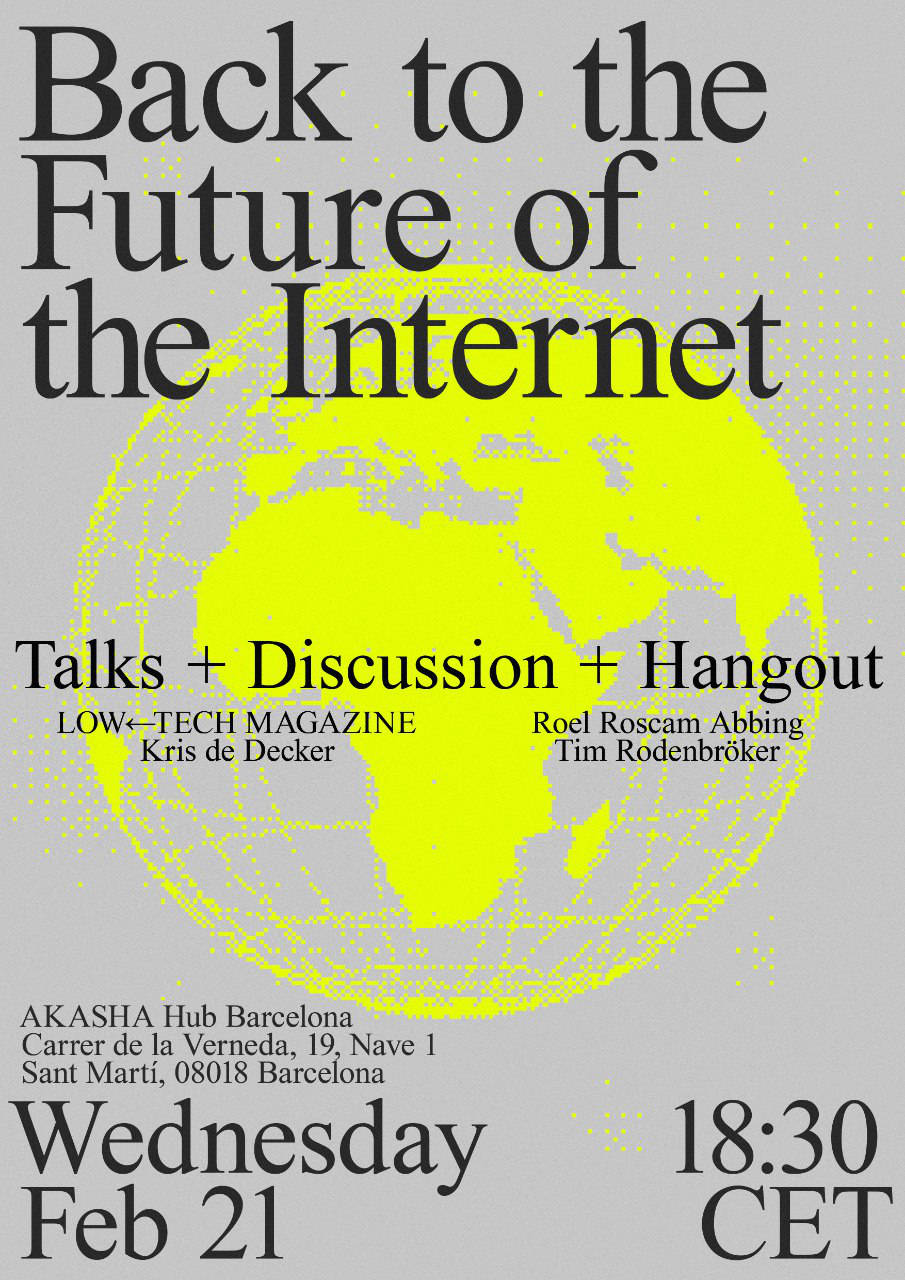 Back to the
Future of
the Internet
Talks + Discussion + Hangout
LOW←TECH MAGAZINE
Kris de Decker
Roel Roscam Abbing
Tim Rodenbröker
AKASHA Hub Barcelona
Carrer de la Verneda, 19, Nave 1
Sant Martí, 08018 Barcelona
Wednesday
Feb 21
18:30
CET